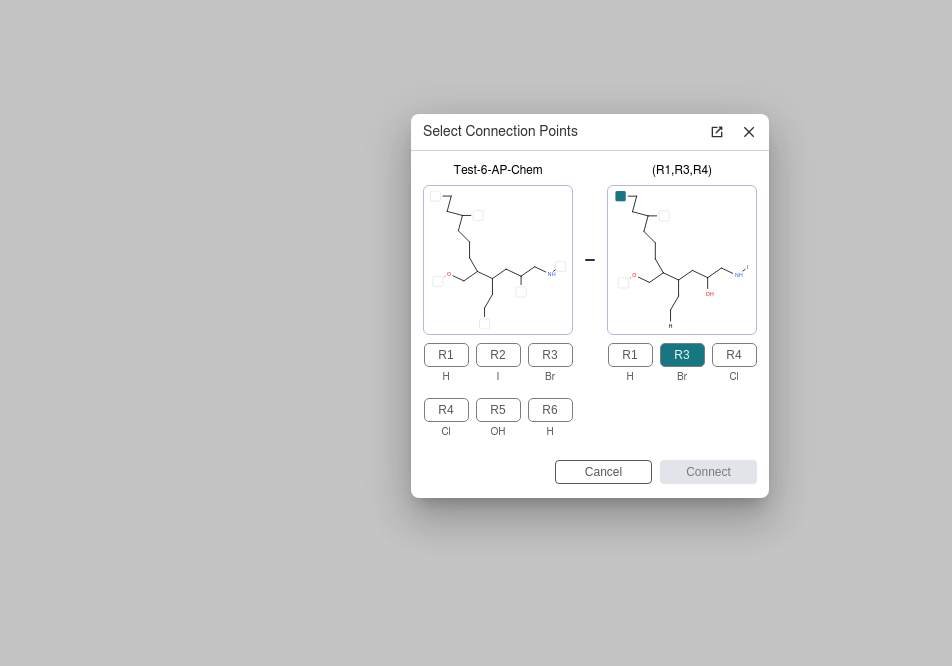 Select Connection Points
Test-6-AP-Chem
(R1,R3,R4)
O
NH
–
O
NH
I
OH
H
R1 R2 R3
H I Br
R4 R5 R6
Cl OH H
R1 R3 R4
H Br Cl
Cancel Connect